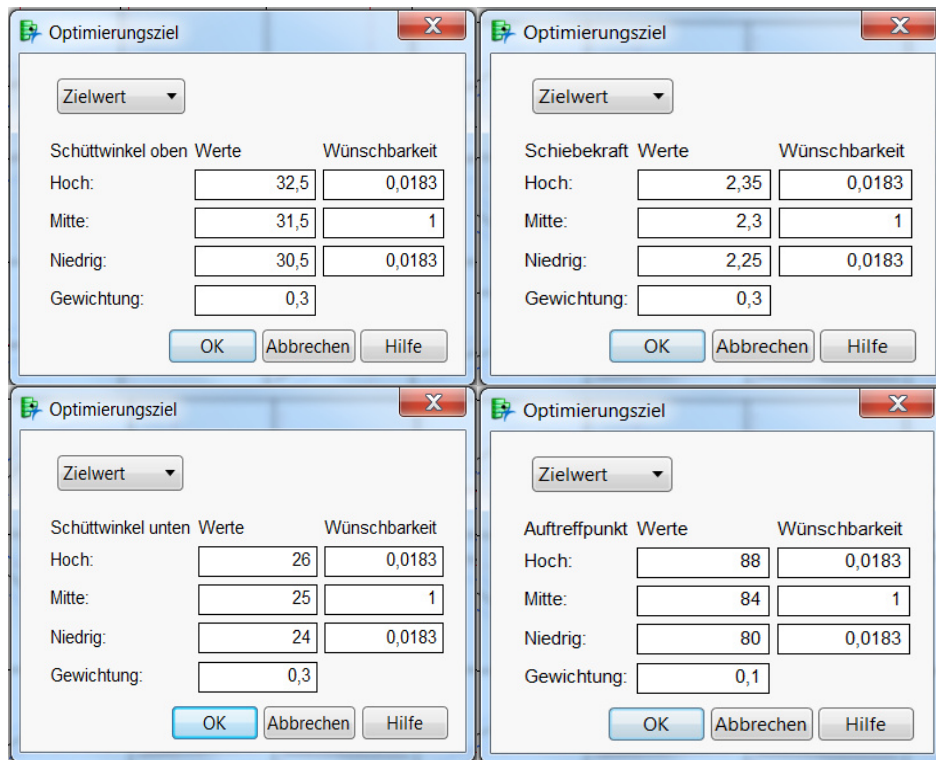 Optimierungsziel
Zielwert
Schüttwinkel oben Werte Wünschbarkeit
Hoch: 32,5 0,0183
Mitte: 31,5 1
Niedrig: 30,5 0,0183
Gewichtung: 0,3
OK Abbrechen Hilfe
Optimierungsziel
Zielwert
Schiebekraft Werte Wünschbarkeit
Hoch: 2,35 0,0183
Mitte: 2,3 1
Niedrig: 2,25 0,0183
Gewichtung: 0,3
OK Abbrechen Hilfe
Optimierungsziel
Zielwert
Schüttwinkel unten Werte Wünschbarkeit
Hoch: 26 0,0183
Mitte: 25 1
Niedrig: 24 0,0183
Gewichtung: 0,3
OK Abbrechen Hilfe
Optimierungsziel
Zielwert
Auftreffpunkt Werte Wünschbarkeit
Hoch: 88 0,0183
Mitte: 84 1
Niedrig: 80 0,0183
Gewichtung: 0,1
OK Abbrechen Hilfe